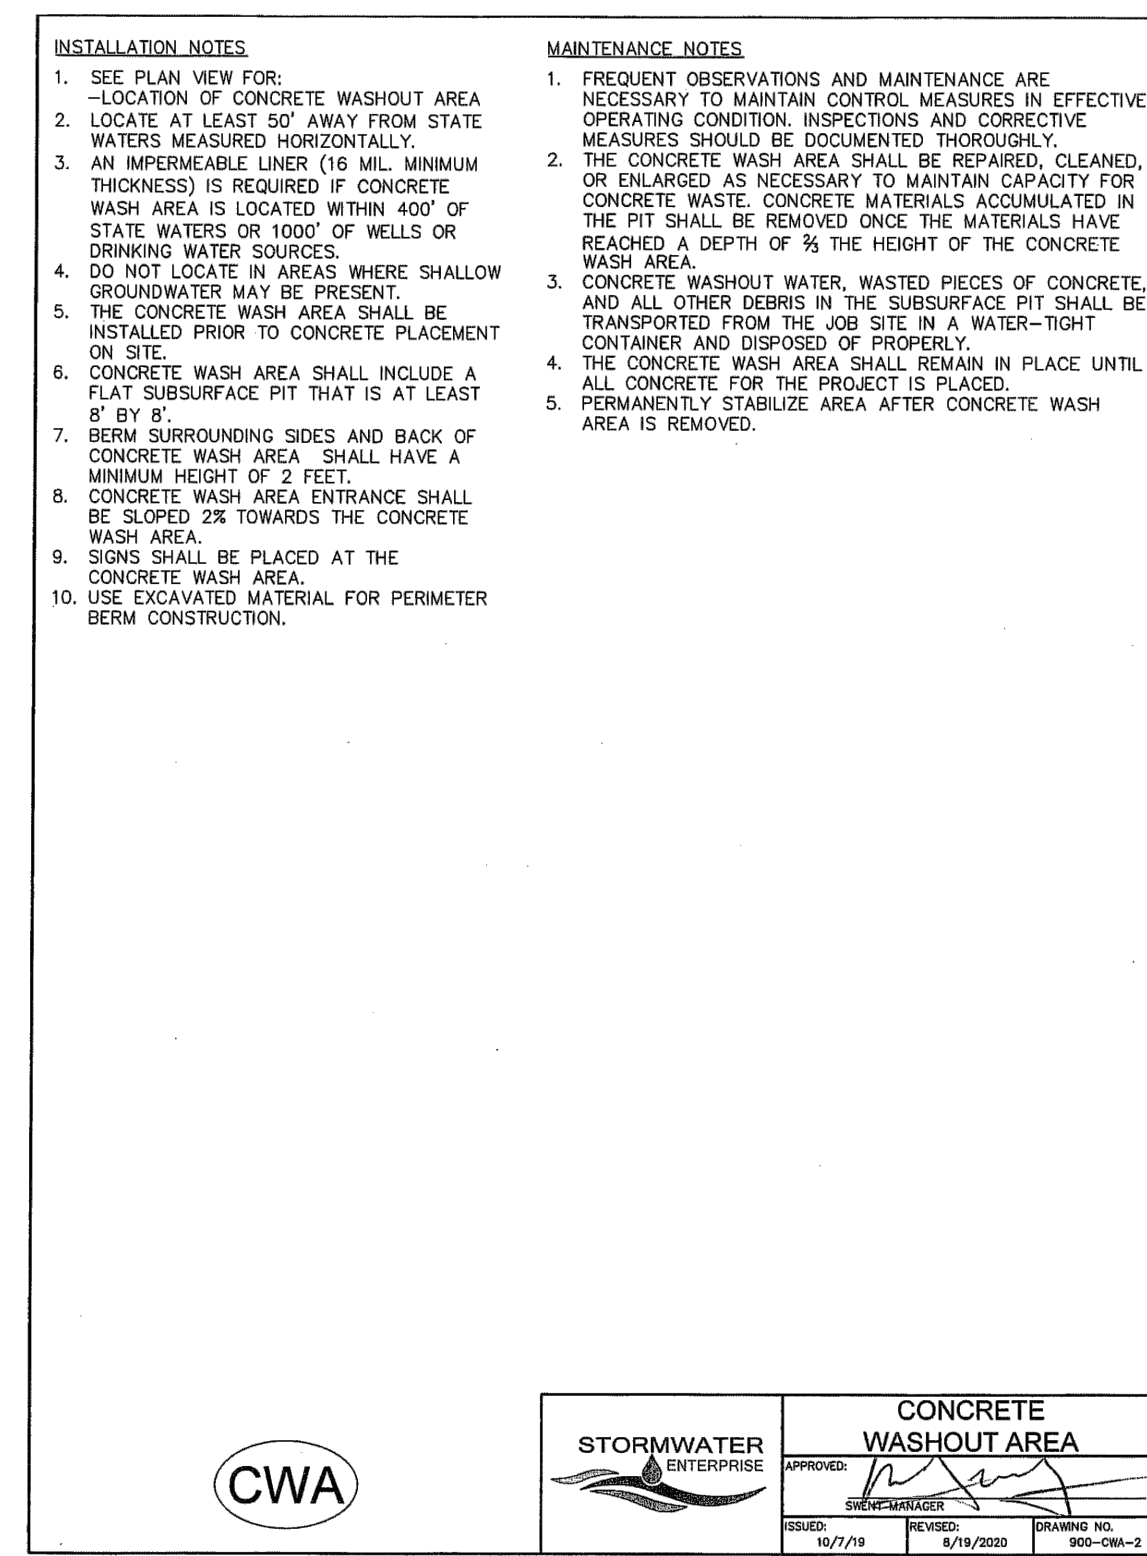 INSTALLATION NOTES
1. SEE PLAN VIEW FOR:
-LOCATION OF CONCRETE WASHOUT AREA
2. LOCATE AT LEAST 50' AWAY FROM STATE
WATERS MEASURED HORIZONTALLY.
3. AN IMPERMEABLE LINER (16 MIL. MINIMUM
THICKNESS) IS REQUIRED IF CONCRETE
WASH AREA IS LOCATED WITHIN 400' OF
STATE WATERS OR 1000' OF WELLS OR
DRINKING WATER SOURCES.
4. DO NOT LOCATE IN AREAS WHERE SHALLOW
GROUNDWATER MAY BE PRESENT.
5. THE CONCRETE WASH AREA SHALL BE
INSTALLED PRIOR TO CONCRETE PLACEMENT
ON SITE.
6. CONCRETE WASH AREA SHALL INCLUDE A
FLAT SUBSURFACE PIT THAT IS AT LEAST
8' BY 8'.
7. BERM SURROUNDING SIDES AND BACK OF
CONCRETE WASH AREA SHALL HAVE A
MINIMUM HEIGHT OF 2 FEET.
8. CONCRETE WASH AREA ENTRANCE SHALL
BE SLOPED 2% TOWARDS THE CONCRETE
WASH AREA.
9. SIGNS SHALL BE PLACED AT THE
CONCRETE WASH AREA.
10. USE EXCAVATED MATERIAL FOR PERIMETER
BERM CONSTRUCTION.
MAINTENANCE NOTES
1. FREQUENT OBSERVATIONS AND MAINTENANCE ARE
NECESSARY TO MAINTAIN CONTROL MEASURES IN EFFECTIVE
OPERATING CONDITION. INSPECTIONS AND CORRECTIVE
MEASURES SHOULD BE DOCUMENTED THOROUGHLY.
2. THE CONCRETE WASH AREA SHALL BE REPAIRED, CLEANED,
OR ENLARGED AS NECESSARY TO MAINTAIN CAPACITY FOR
CONCRETE WASTE. CONCRETE MATERIALS ACCUMULATED IN
THE PIT SHALL BE REMOVED ONCE THE MATERIALS HAVE
REACHED A DEPTH OF ⅔ THE HEIGHT OF THE CONCRETE
WASH AREA.
3. CONCRETE WASHOUT WATER, WASTED PIECES OF CONCRETE,
AND ALL OTHER DEBRIS IN THE SUBSURFACE PIT SHALL BE
TRANSPORTED FROM THE JOB SITE IN A WATER-TIGHT
CONTAINER AND DISPOSED OF PROPERLY.
4. THE CONCRETE WASH AREA SHALL REMAIN IN PLACE UNTIL
ALL CONCRETE FOR THE PROJECT IS PLACED.
5. PERMANENTLY STABILIZE AREA AFTER CONCRETE WASH
AREA IS REMOVED.
CWA
STORMWATER
ENTERPRISE
CONCRETE
WASHOUT AREA
APPROVED:
SWENT MANAGER
ISSUED:
10/7/19
REVISED:
8/19/2020
DRAWING NO.
900-CWA-2